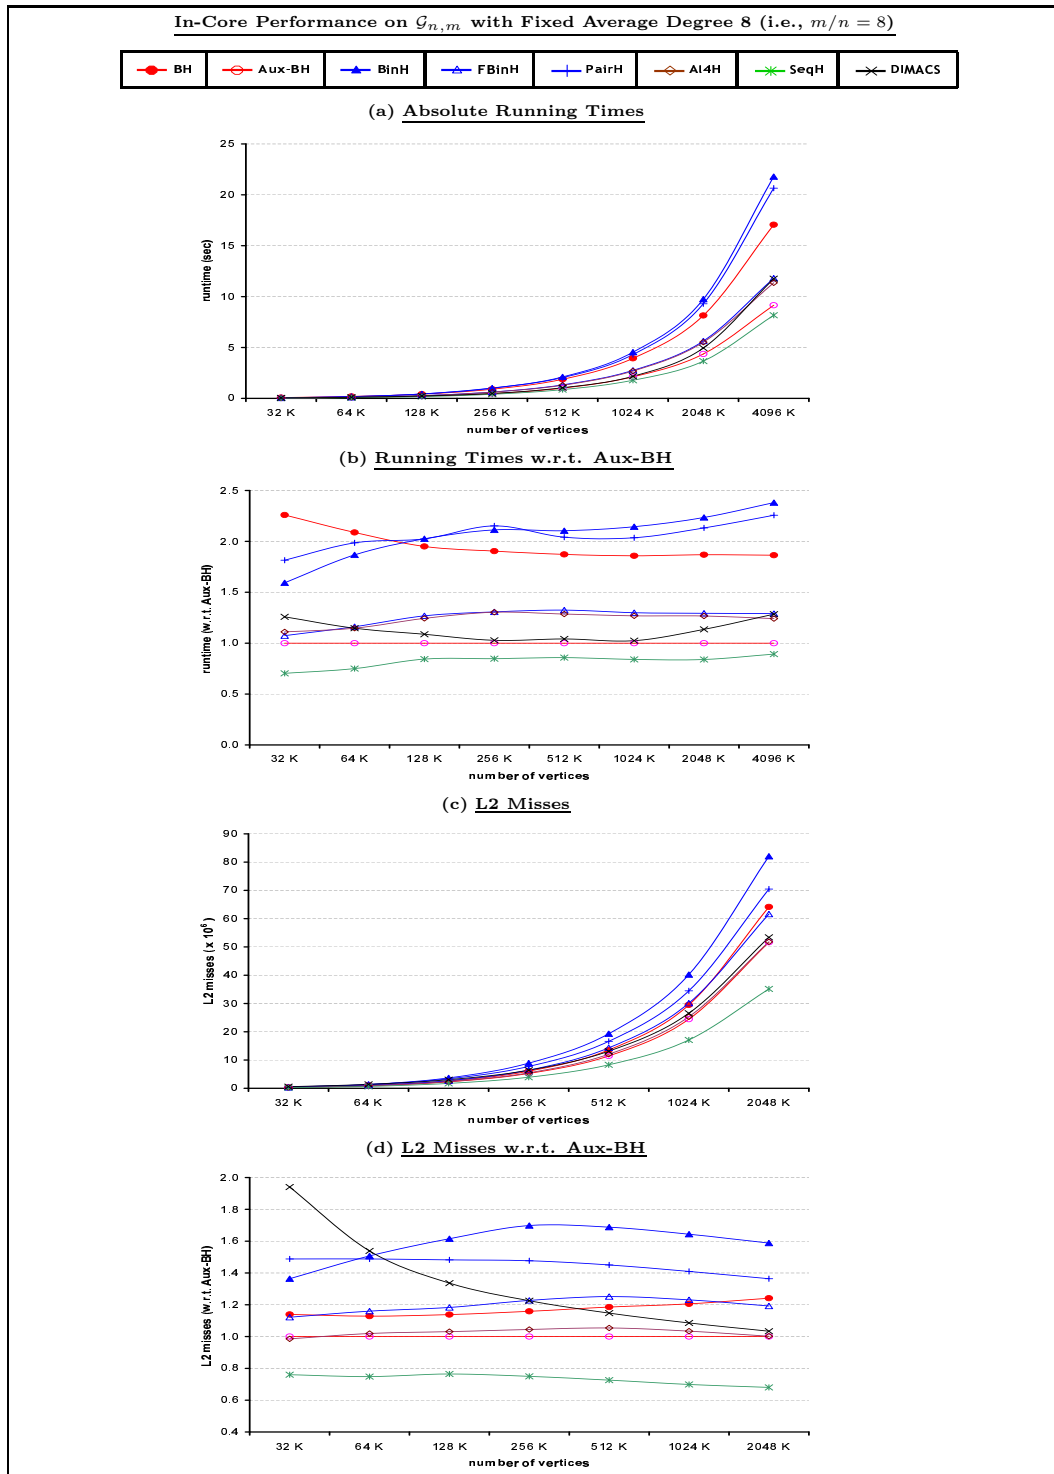 In-Core Performance on 𝒢n,m with Fixed Average Degree 8 (i.e., m/n = 8)
BH Aux-BH BinH FBinH PairH Al4H SeqH DIMACS
(a) Absolute Running Times
25
20
15
10
5
0
runtime (sec)
32 K 64 K 128 K 256 K 512 K 1024 K 2048 K 4096 K
number of vertices
(b) Running Times w.r.t. Aux-BH
2.5
2.0
1.5
1.0
0.5
0.0
runtime (w.r.t. Aux-BH)
32 K 64 K 128 K 256 K 512 K 1024 K 2048 K 4096 K
number of vertices
(c) L2 Misses
90
80
70
60
50
40
30
20
10
0
L2 misses (x 10⁶)
32 K 64 K 128 K 256 K 512 K 1024 K 2048 K
number of vertices
(d) L2 Misses w.r.t. Aux-BH
2.0
1.8
1.6
1.4
1.2
1.0
0.8
0.6
0.4
L2 misses (w.r.t. Aux-BH)
32 K 64 K 128 K 256 K 512 K 1024 K 2048 K
number of vertices